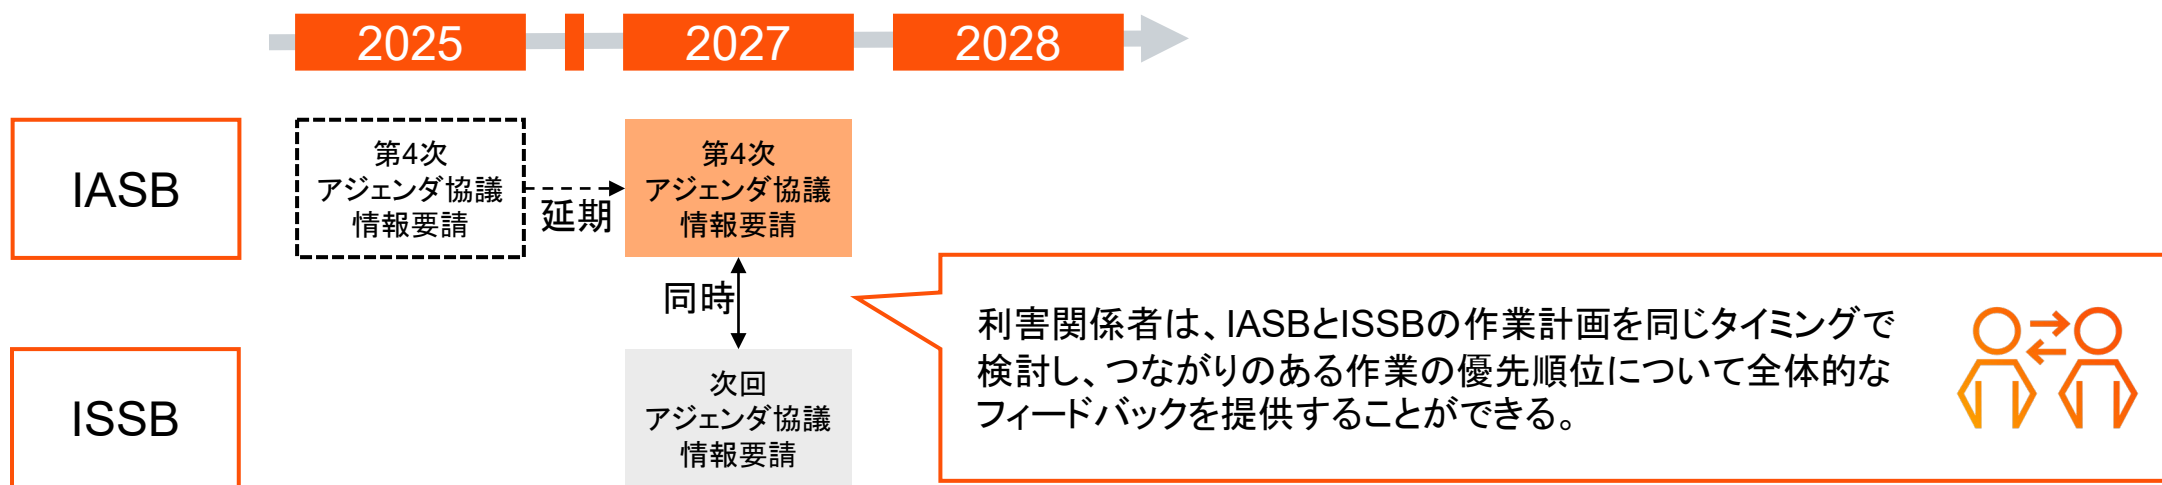 2025
2027
2028
IASB
第4次
アジェンダ協議
情報要請
延期
第4次
アジェンダ協議
情報要請
同時
ISSB
次回
アジェンダ協議
情報要請
利害関係者は、IASBとISSBの作業計画を同じタイミングで
検討し、つながりのある作業の優先順位について全体的な
フィードバックを提供することができる。